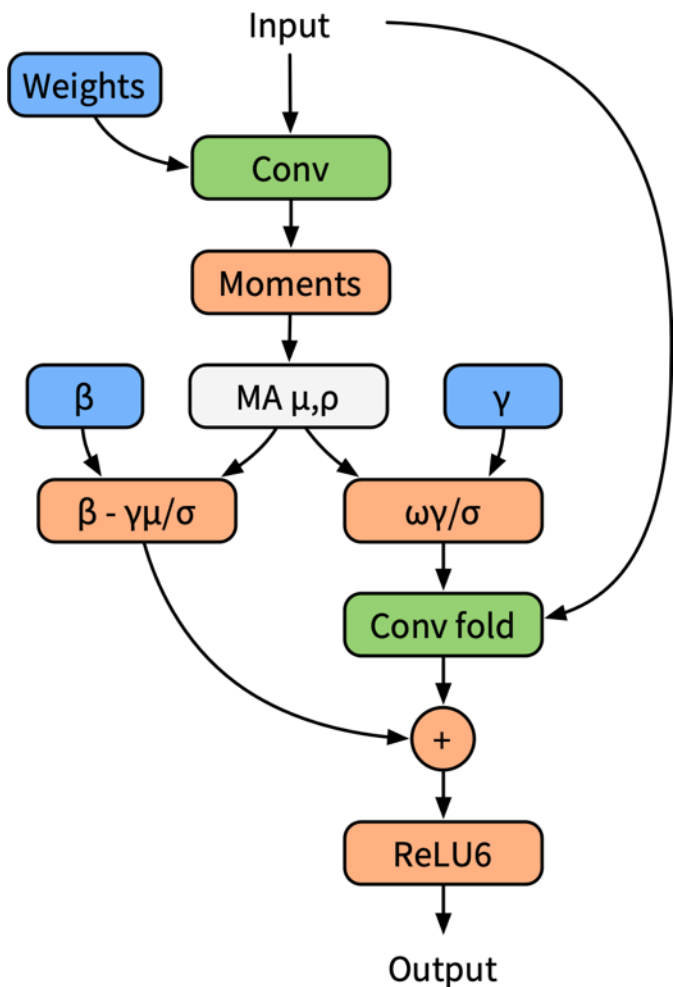 Input
Weights
Conv
Moments
β
MA μ,ρ
γ
β - γμ/σ
ωγ/σ
Conv fold
+
ReLU6
Output